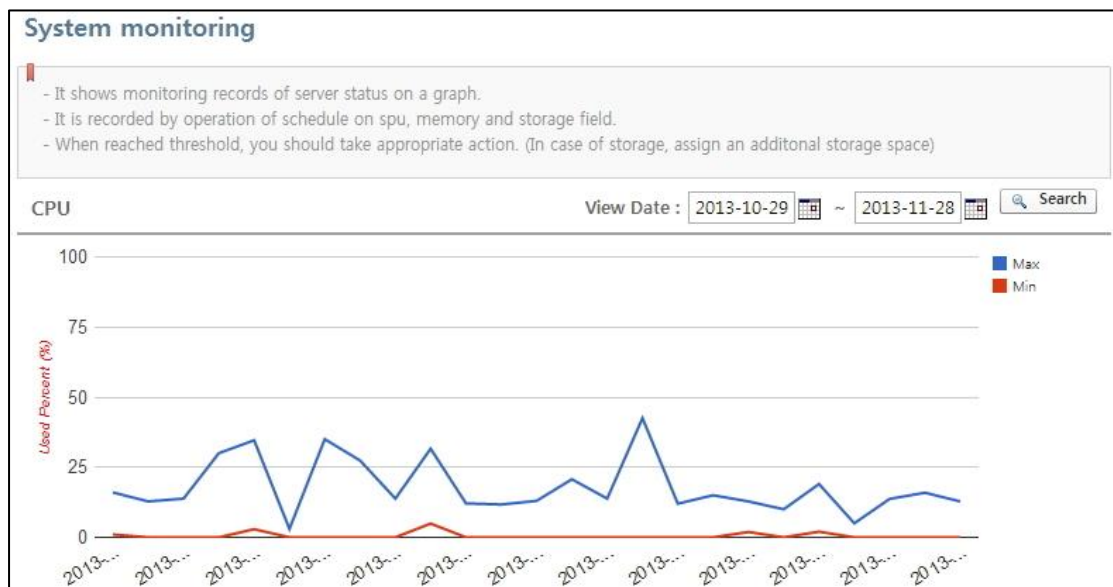 System monitoring
- It shows monitoring records of server status on a graph.
- It is recorded by operation of schedule on spu, memory and storage field.
- When reached threshold, you should take appropriate action. (In case of storage, assign an additonal storage space)
CPU
View Date : 2013-10-29 ~ 2013-11-28 Search
100
75
50
25
0
Used Percent (%)
Max
Min
2013-... 2013-... 2013-... 2013-... 2013-... 2013-... 2013-... 2013-... 2013-... 2013-... 2013-... 2013-... 2013-...